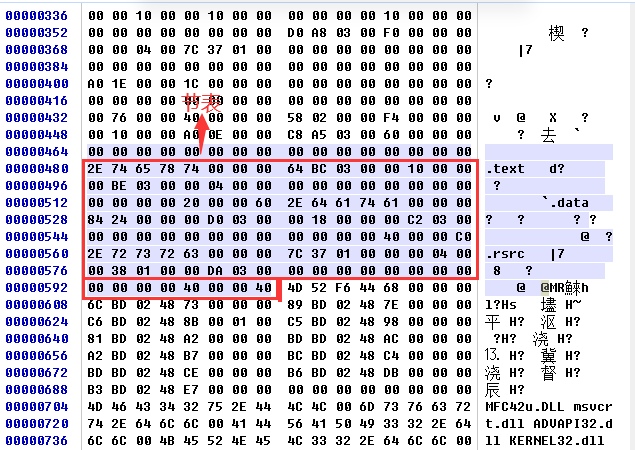 00000336 00 00 10 00 00 10 00 00 00 00 00 00 10 00 00 00
00000352 00 00 00 00 00 00 00 00 D0 A8 03 00 F0 00 00 00 楔 ?
00000368 00 00 04 00 7C 37 01 00 00 00 00 00 00 00 00 00 |7
00000384 00 00 00 00 00 00 00 00 00 00 00 00 00 00 00 00
00000400 A0 1E 00 00 1C 00 00 00 00 00 00 00 00 00 00 00 ?
00000416 00 00 00 00 00 00 00 00 00 00 00 00 00 00 00 00
节表
00000432 00 76 00 00 40 00 00 00 58 02 00 00 F4 00 00 00 v @ X ?
00000448 00 10 00 00 A0 0E 00 00 C8 A5 03 00 60 00 00 00 ? 去 `
00000464 00 00 00 00 00 00 00 00 00 00 00 00 00 00 00 00
00000480 2E 74 65 78 74 00 00 00 64 BC 03 00 00 10 00 00 .text d?
00000496 00 BE 03 00 00 04 00 00 00 00 00 00 00 00 00 00 ?
00000512 00 00 00 00 20 00 00 60 2E 64 61 74 61 00 00 00 `.data
00000528 84 24 00 00 00 D0 03 00 00 18 00 00 00 C2 03 00 ? ? ? ?
00000544 00 00 00 00 00 00 00 00 00 00 00 00 40 00 00 C0 @ ?
00000560 2E 72 73 72 63 00 00 00 7C 37 01 00 00 00 04 00 .rsrc |7
00000576 00 38 01 00 00 DA 03 00 00 00 00 00 00 00 00 00 8 ?
00000592 00 00 00 00 40 00 00 40 4D 52 F6 44 68 00 00 00 @ @MR鯟h
00000608 6C BD 02 48 73 00 00 00 89 BD 02 48 7E 00 00 00 l?Hs 壗 H~
00000624 C6 BD 02 48 8B 00 00 01 C5 BD 02 48 98 00 00 00 平 H? 沤 H?
00000640 81 BD 02 48 A2 00 00 00 BD BD 02 48 AC 00 00 00 ?H? 浇 H?
00000656 A2 BD 02 48 B7 00 00 00 BC BD 02 48 C4 00 00 00 ⒔ H? 冀 H?
00000672 BD BD 02 48 CE 00 00 00 B6 BD 02 48 DB 00 00 00 浇 H? 督 H?
00000688 B3 BD 02 48 E7 00 00 00 00 00 00 00 00 00 00 00 辰 H?
00000704 4D 46 43 34 32 75 2E 44 4C 4C 00 6D 73 76 63 72 MFC42u.DLL msvcr
00000720 74 2E 64 6C 6C 00 41 44 56 41 50 49 33 32 2E 64 t.dll ADVAPI32.d
00000736 6C 6C 00 4B 45 52 4E 45 4C 33 32 2E 64 6C 6C 00 ll KERNEL32.dll